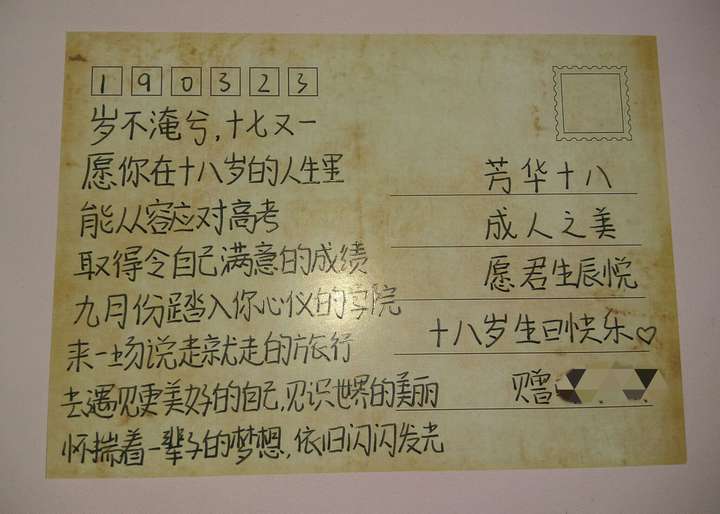 190323
岁不淹兮,十七又一
愿你在十八岁的人生里
能从容应对高考
取得令自己满意的成绩
九月份踏入你心仪的学院
来一场说走就走的旅行
去遇见更美好的自己,见识世界的美丽
怀揣着一辈子的梦想,依旧闪闪发光
芳华十八
成人之美
愿君生辰悦
十八岁生日快乐♡
赠